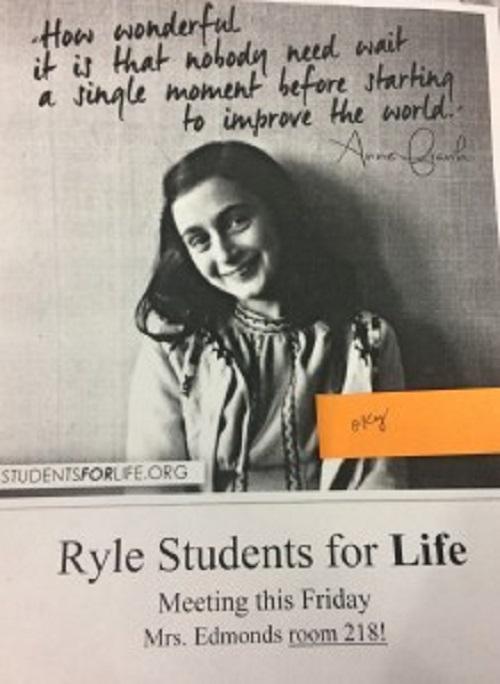 How wonderful
it is that nobody need wait
a single moment before starting
to improve the world.
Anne Frank
okay
STUDENTSFORLIFE.ORG
Ryle Students for Life
Meeting this Friday
Mrs. Edmonds room 218!